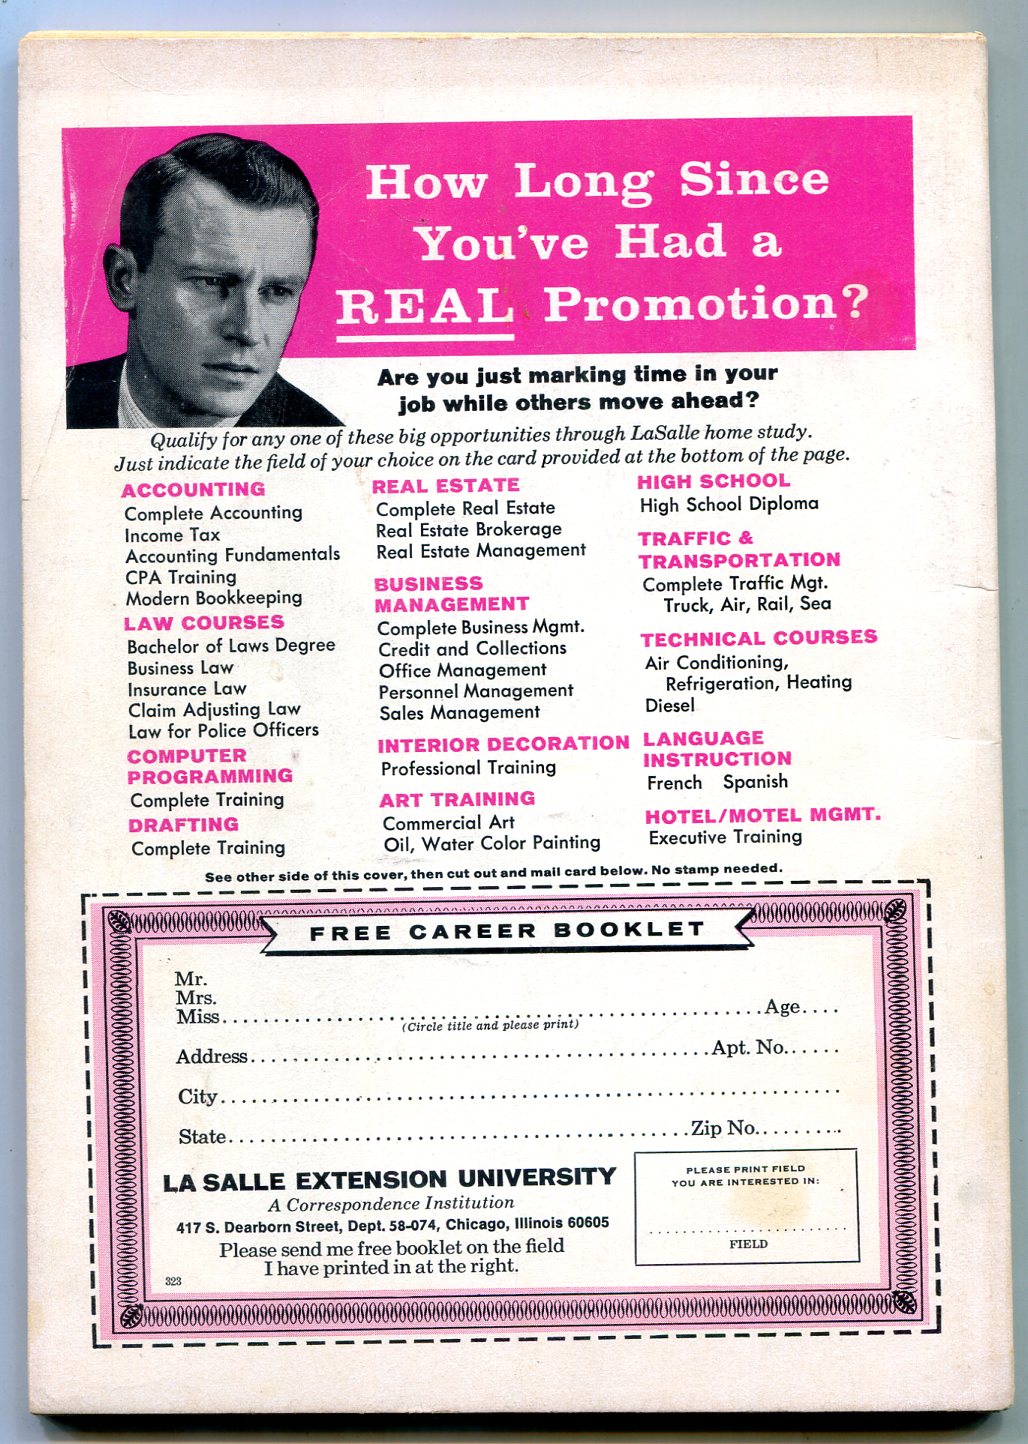 How Long Since
You've Had a
REAL Promotion?
Are you just marking time in your
job while others move ahead?
Qualify for any one of these big opportunities through LaSalle home study.
Just indicate the field of your choice on the card provided at the bottom of the page.
ACCOUNTING
Complete Accounting
Income Tax
Accounting Fundamentals
CPA Training
Modern Bookkeeping
LAW COURSES
Bachelor of Laws Degree
Business Law
Insurance Law
Claim Adjusting Law
Law for Police Officers
COMPUTER
PROGRAMMING
Complete Training
DRAFTING
Complete Training
REAL ESTATE
Complete Real Estate
Real Estate Brokerage
Real Estate Management
BUSINESS
MANAGEMENT
Complete Business Mgmt.
Credit and Collections
Office Management
Personnel Management
Sales Management
INTERIOR DECORATION
Professional Training
ART TRAINING
Commercial Art
Oil, Water Color Painting
HIGH SCHOOL
High School Diploma
TRAFFIC &
TRANSPORTATION
Complete Traffic Mgt.
Truck, Air, Rail, Sea
TECHNICAL COURSES
Air Conditioning,
Refrigeration, Heating
Diesel
LANGUAGE
INSTRUCTION
French Spanish
HOTEL/MOTEL MGMT.
Executive Training
See other side of this cover, then cut out and mail card below. No stamp needed.
FREE CAREER BOOKLET
Mr.
Mrs.
Miss........................................................Age....
(Circle title and please print)
Address.............................................Apt. No......
City............................................................
State.............................................Zip No.........
LA SALLE EXTENSION UNIVERSITY
A Correspondence Institution
417 S. Dearborn Street, Dept. 58-074, Chicago, Illinois 60605
Please send me free booklet on the field
I have printed in at the right.
323
PLEASE PRINT FIELD
YOU ARE INTERESTED IN:
..............................
FIELD